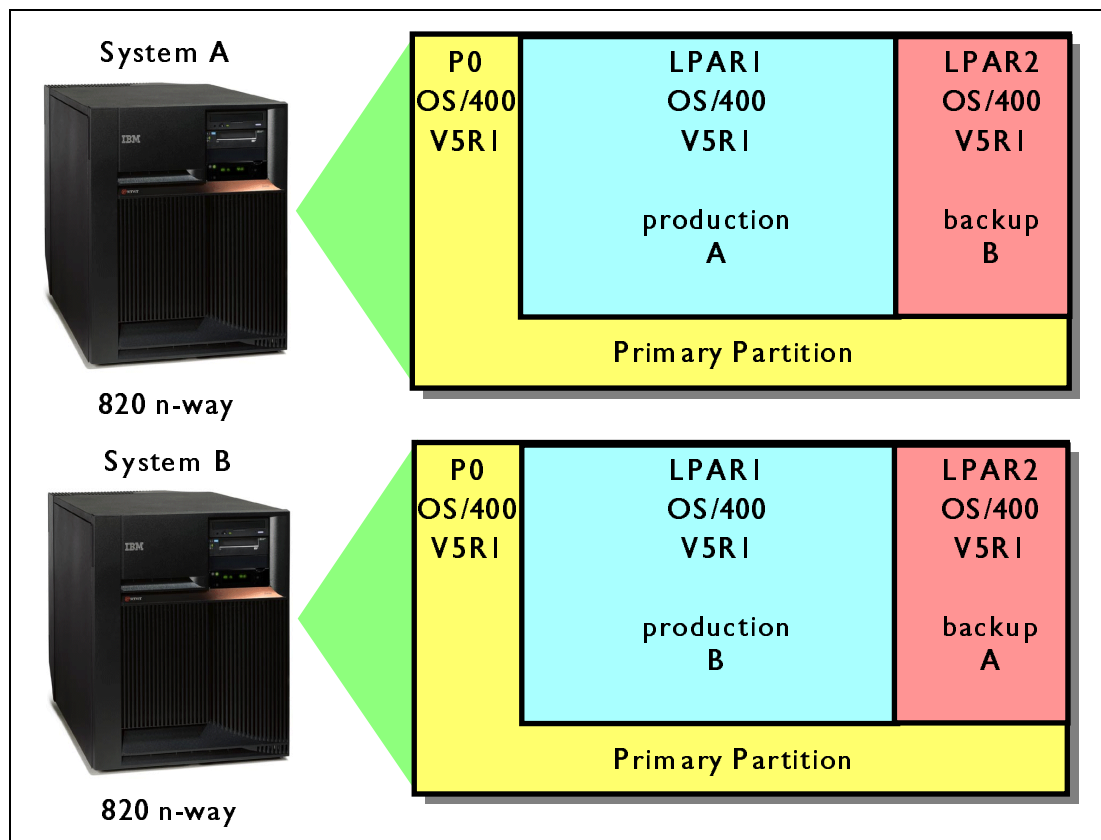 System A
IBM
820 n-way
P0
OS/400
V5R1
LPAR1
OS/400
V5R1
production
A
LPAR2
OS/400
V5R1
backup
B
Primary Partition
System B
IBM
820 n-way
P0
OS/400
V5R1
LPAR1
OS/400
V5R1
production
B
LPAR2
OS/400
V5R1
backup
A
Primary Partition